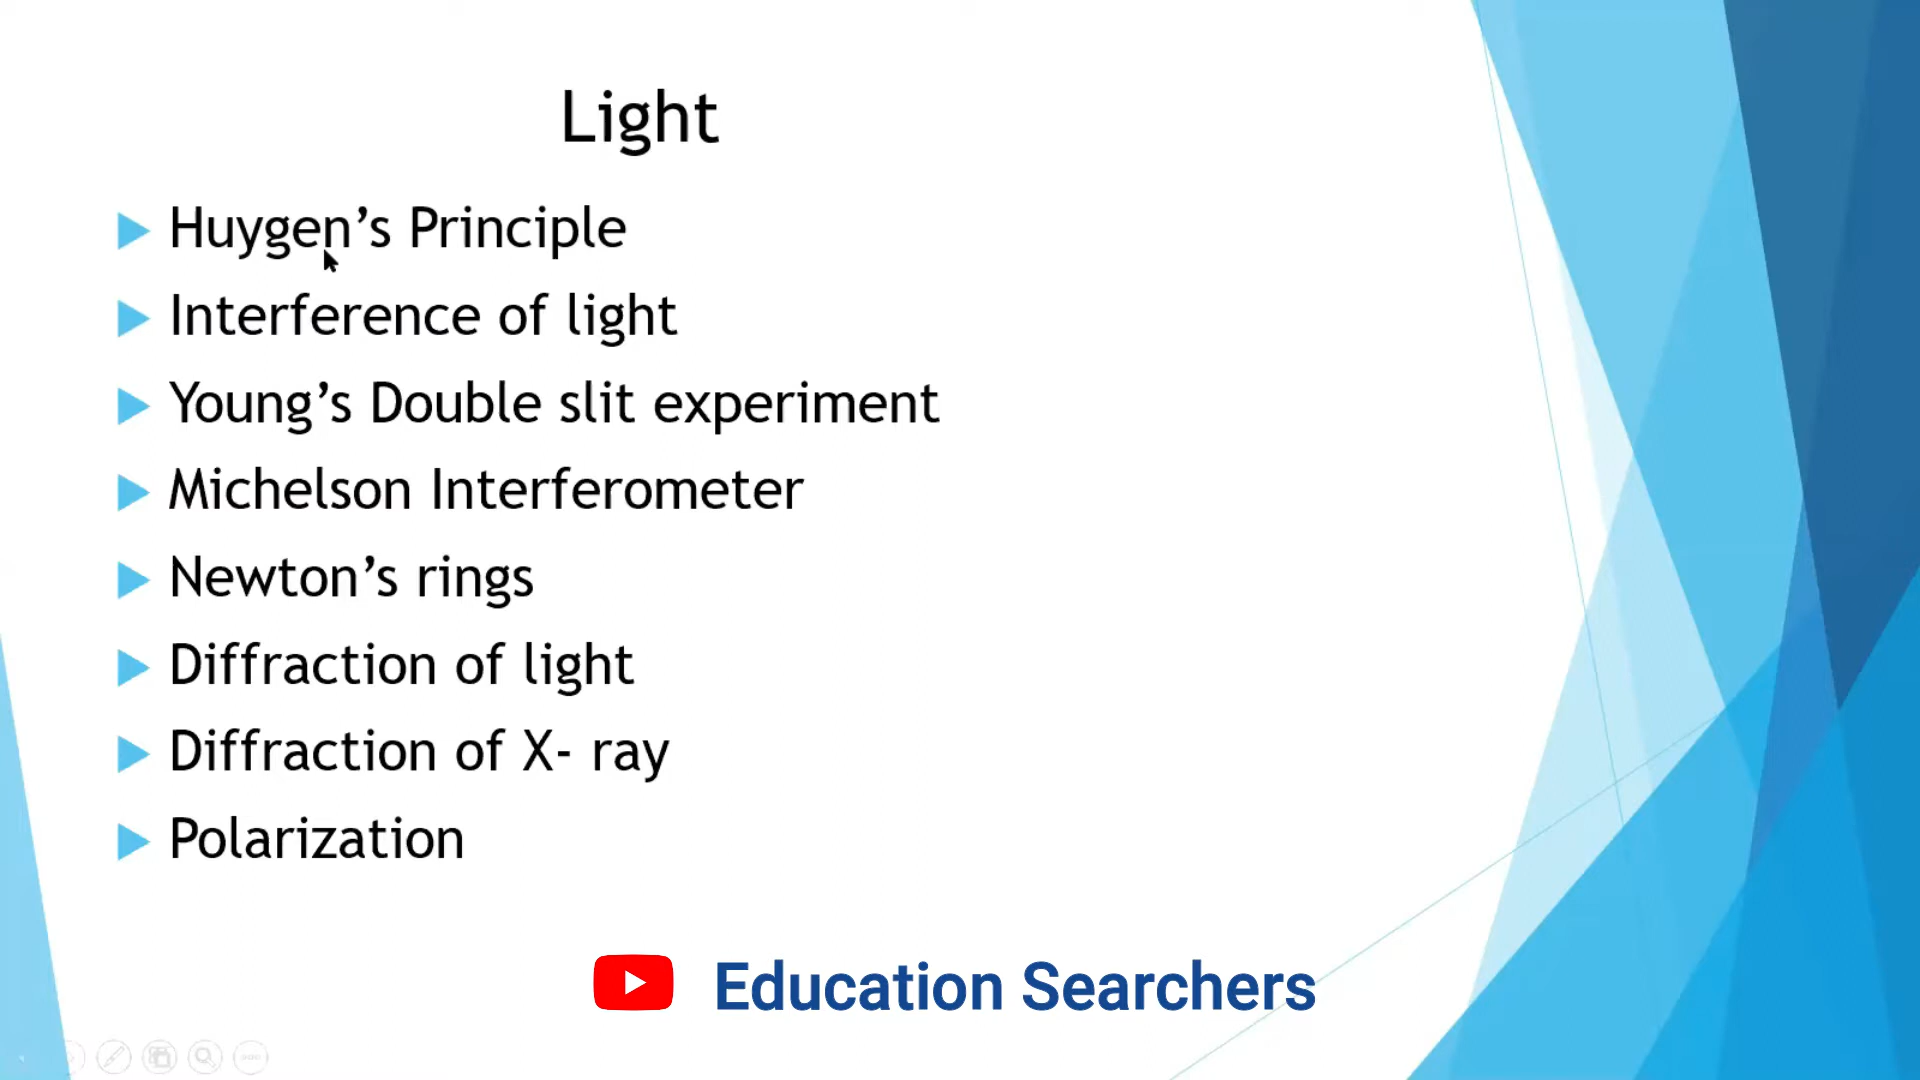 Light
Huygen’s Principle
Interference of light
Young’s Double slit experiment
Michelson Interferometer
Newton’s rings
Diffraction of light
Diffraction of X- ray
Polarization
Education Searchers